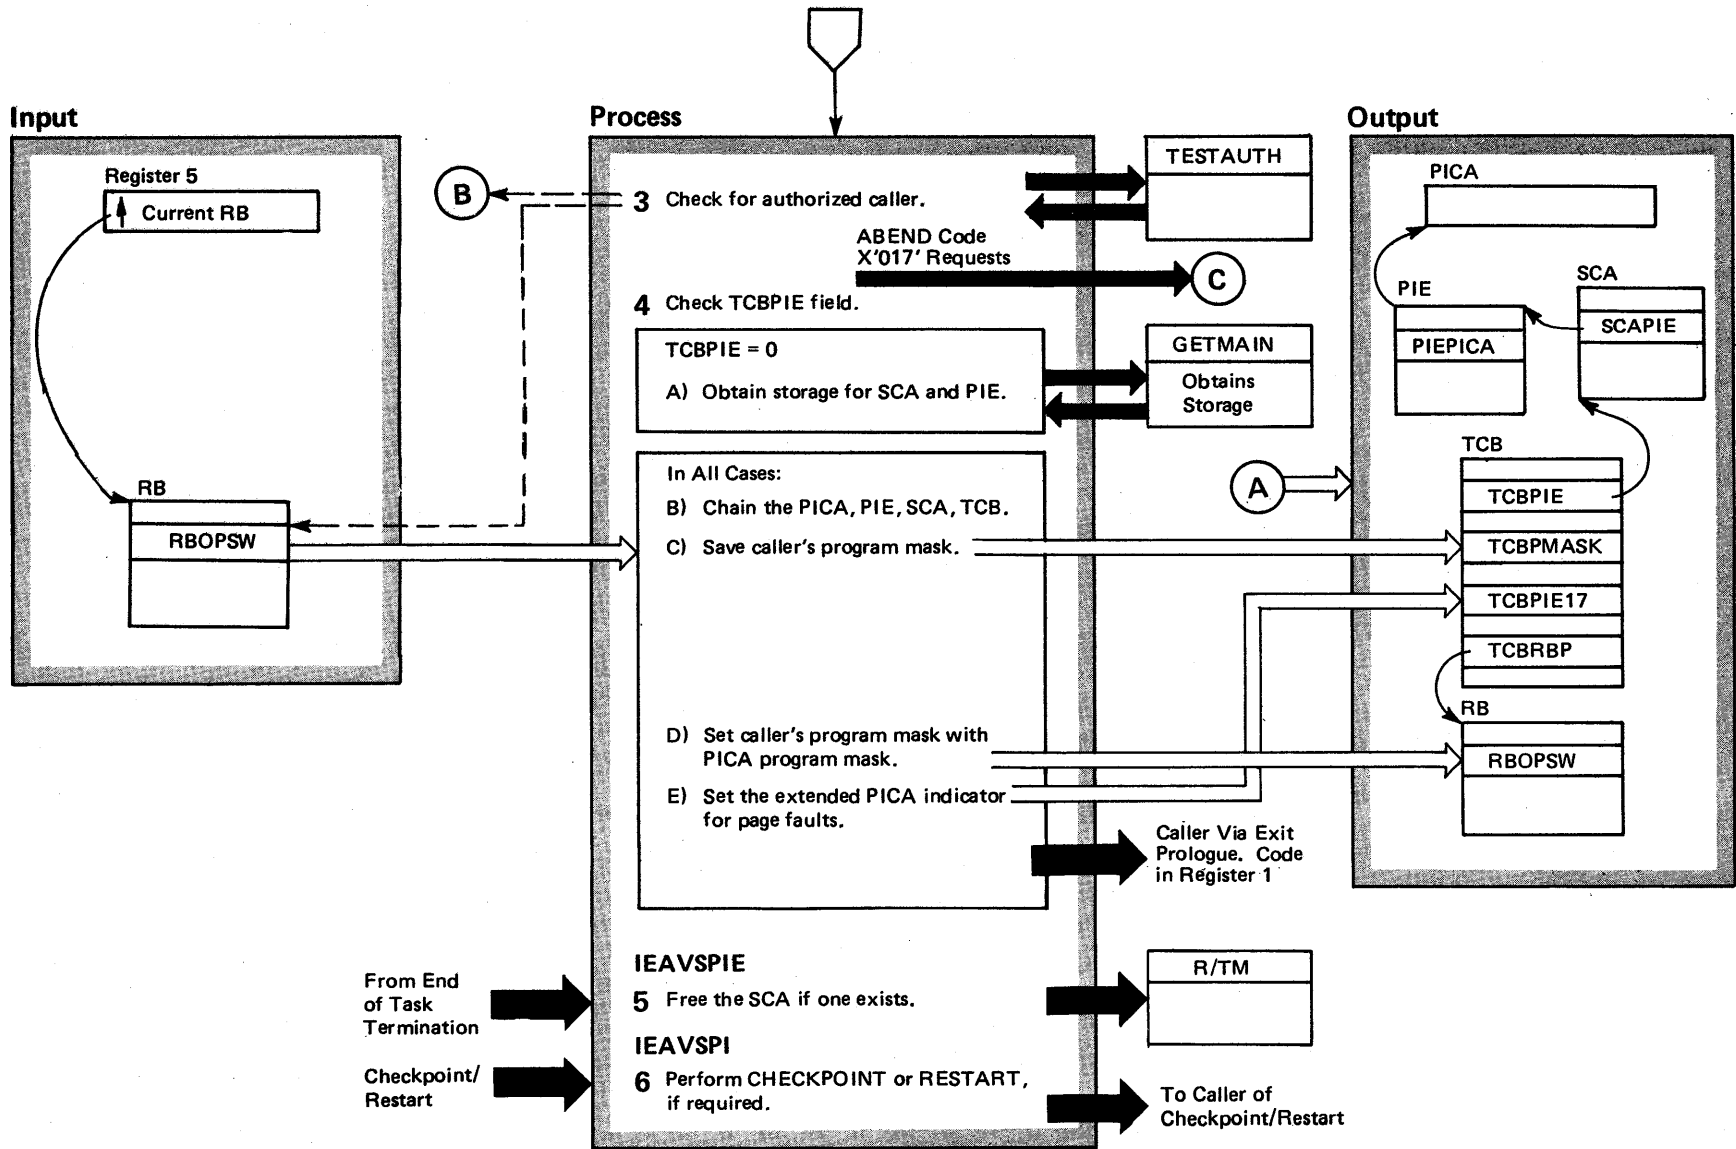 Input
Register 5
Current RB
RB
RBOPSW
B
Process
3 Check for authorized caller.
ABEND Code
X'017' Requests
C
TESTAUTH
4 Check TCBPIE field.
TCBPIE = 0
A) Obtain storage for SCA and PIE.
GETMAIN
Obtains
Storage
In All Cases:
B) Chain the PICA, PIE, SCA, TCB.
C) Save caller's program mask.
D) Set caller's program mask with
PICA program mask.
E) Set the extended PICA indicator
for page faults.
Caller Via Exit
Prologue. Code
in Register 1
From End
of Task
Termination
IEAVSPIE
5 Free the SCA if one exists.
R/TM
Checkpoint/
Restart
IEAVSPI
6 Perform CHECKPOINT or RESTART,
if required.
To Caller of
Checkpoint/Restart
A
Output
PICA
PIE
PIEPICA
SCA
SCAPIE
TCB
TCBPIE
TCBPMASK
TCBPIE17
TCBRBP
RB
RBOPSW